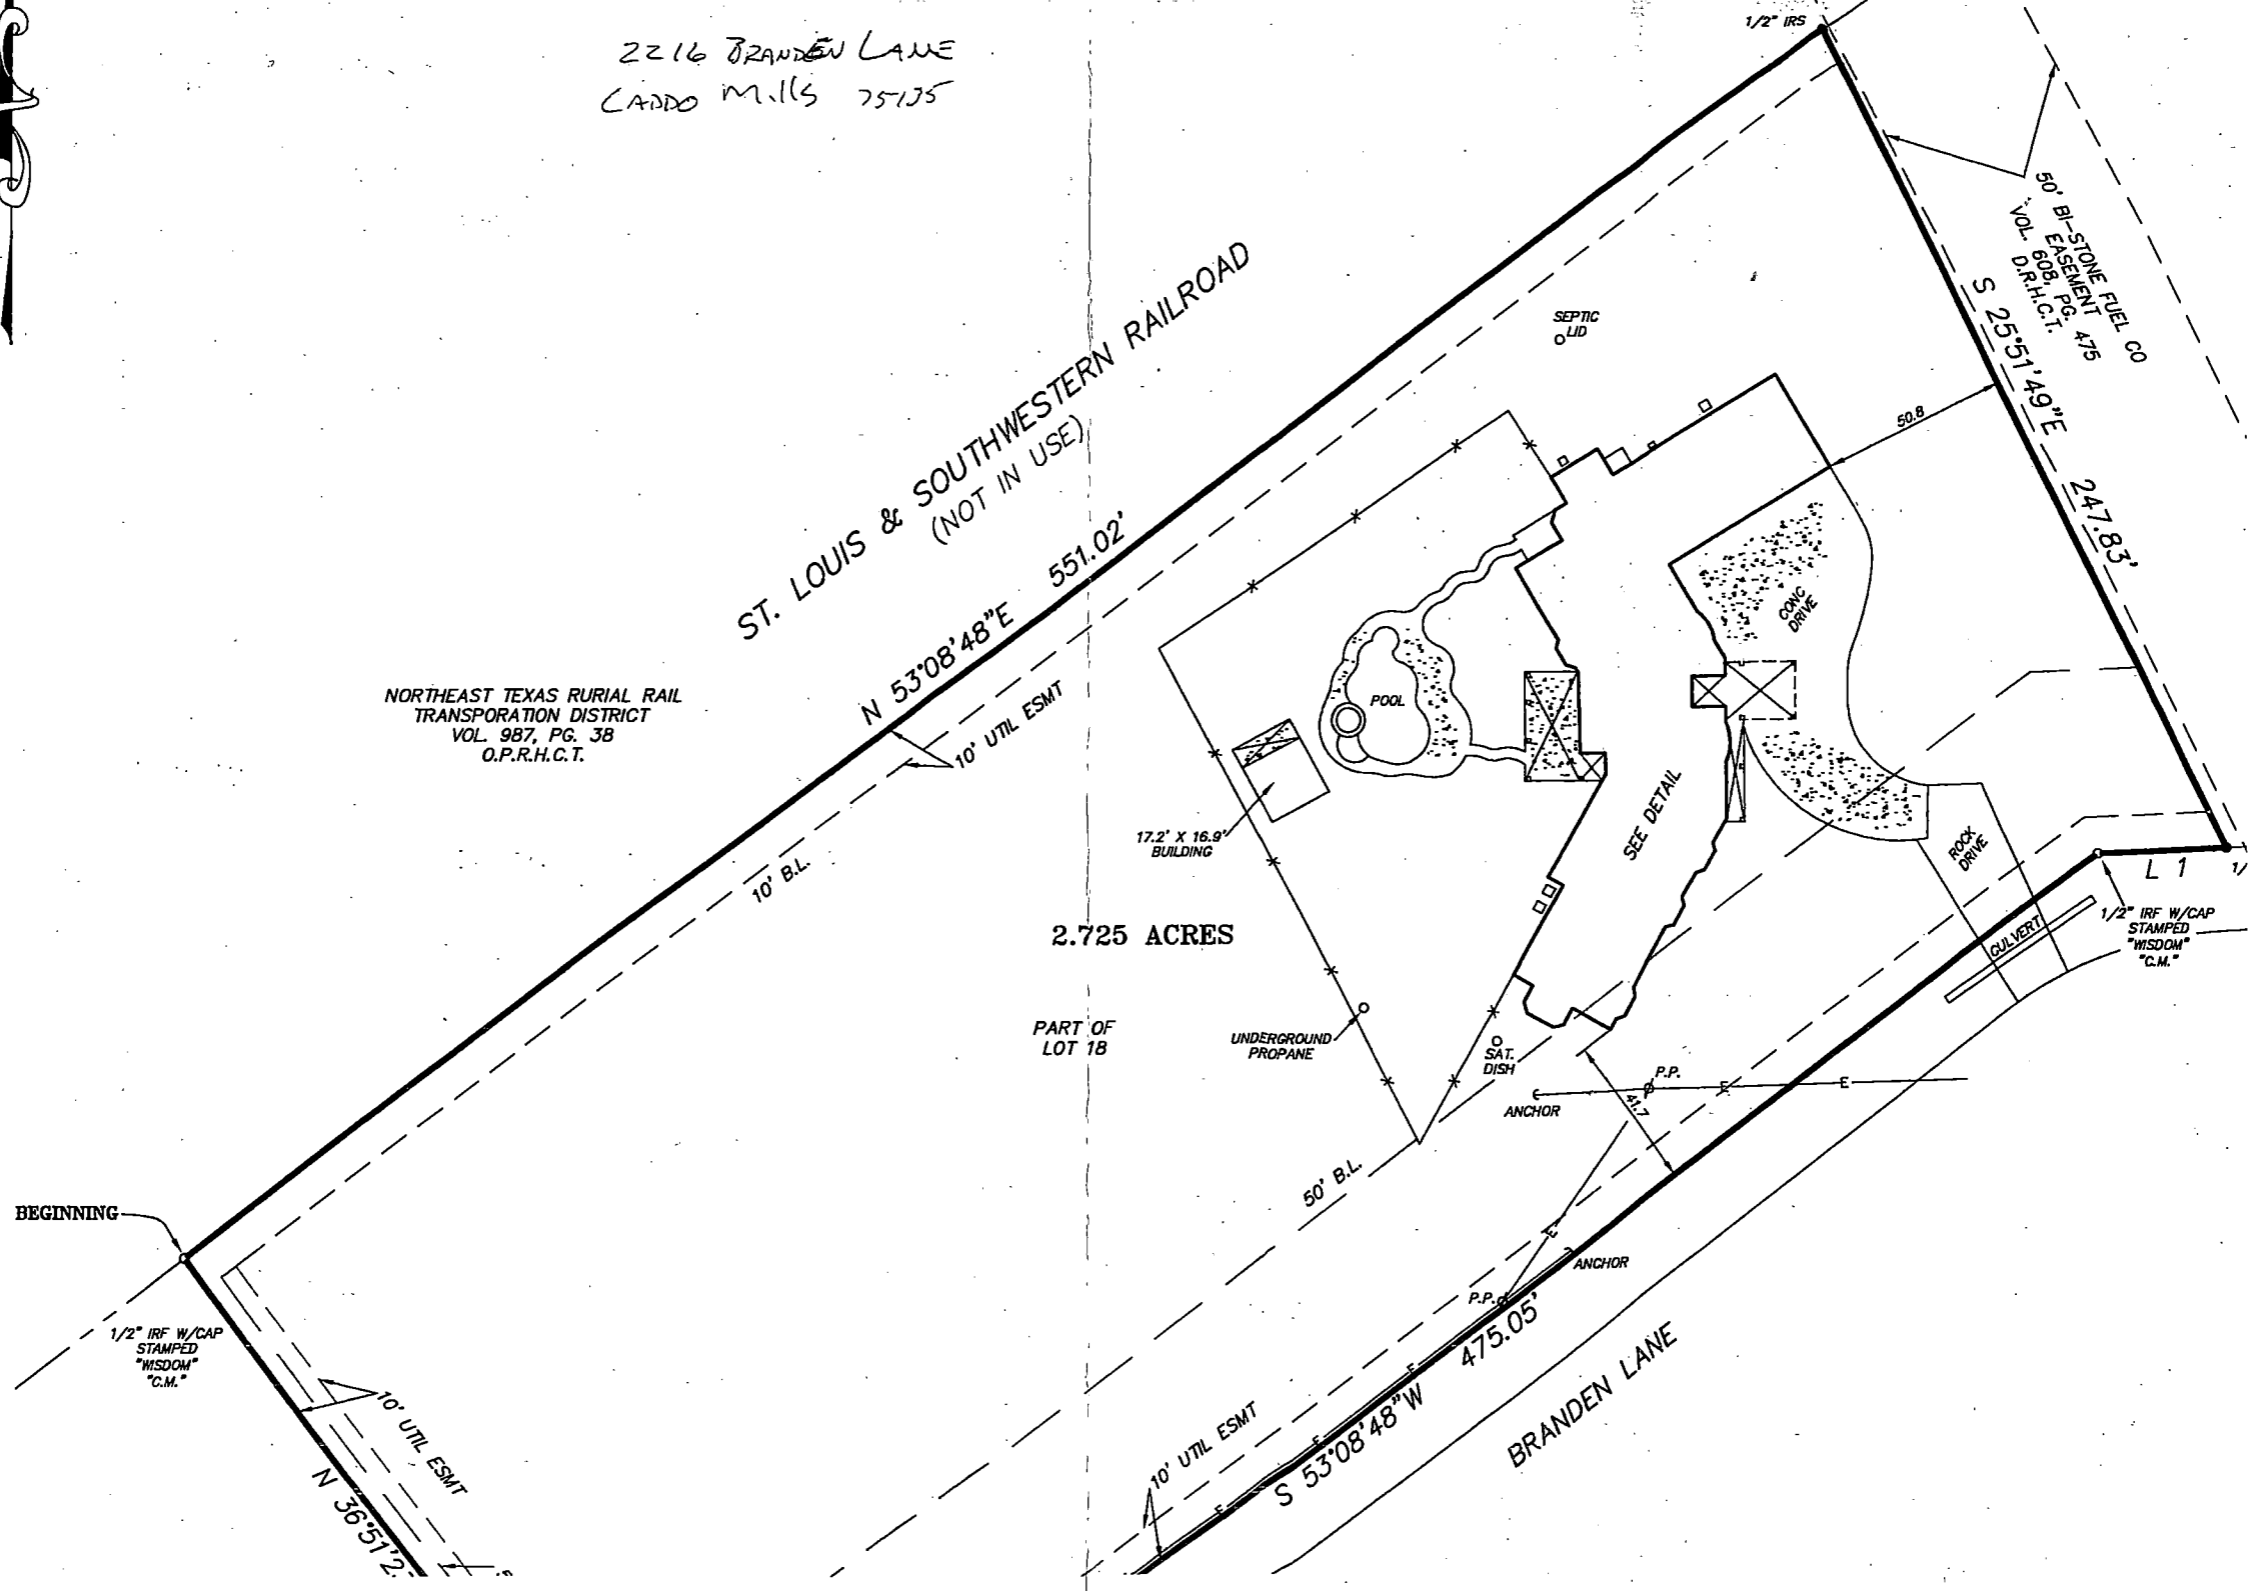 2216 BRANDEN LANE
CADDO Mills 75135
1/2" IRS
50' BI-STONE FUEL CO
EASEMENT
VOL. 608, PG. 475
D.R.H.C.T.
S 25°51'49"E 247.83'
50.8
SEPTIC
LID
ST. LOUIS & SOUTHWESTERN RAILROAD
(NOT IN USE)
N 53°08'48"E 551.02'
10' UTIL ESMT
NORTHEAST TEXAS RURIAL RAIL
TRANSPORATION DISTRICT
VOL. 987, PG. 38
O.P.R.H.C.T.
CONC
DRIVE
POOL
SEE DETAIL
17.2' X 16.9'
BUILDING
ROCK
DRIVE
10' B.L.
L 1
1/2" IRF W/CAP
STAMPED
"WISDOM"
"C.M."
CULVERT
2.725 ACRES
PART OF
LOT 18
UNDERGROUND
PROPANE
SAT.
DISH
P.P.
E E
ANCHOR
41.7
50' B.L.
BEGINNING
E
ANCHOR
P.P.
1/2" IRF W/CAP
STAMPED
"WISDOM"
"C.M."
S 53°08'48"W 475.05'
E E E
BRANDEN LANE
10' UTIL ESMT
10' UTIL ESMT
N 36°51'2